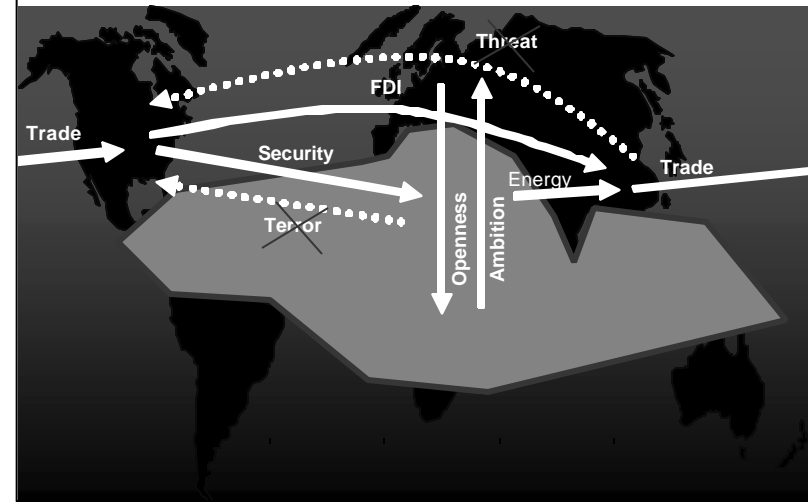 Threat
FDI
Trade
Security
Energy
Trade
Terror
Openness
Ambition